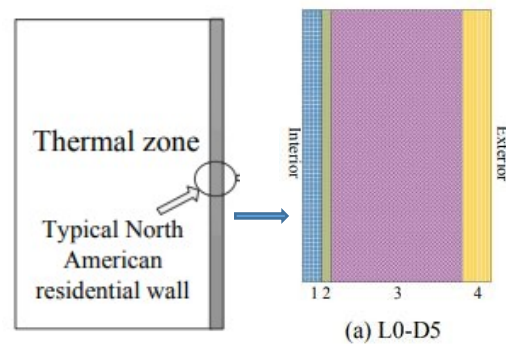 Thermal zone
Typical North
American
residential wall
Interior
Exterior
1 2 3 4
(a) L0-D5